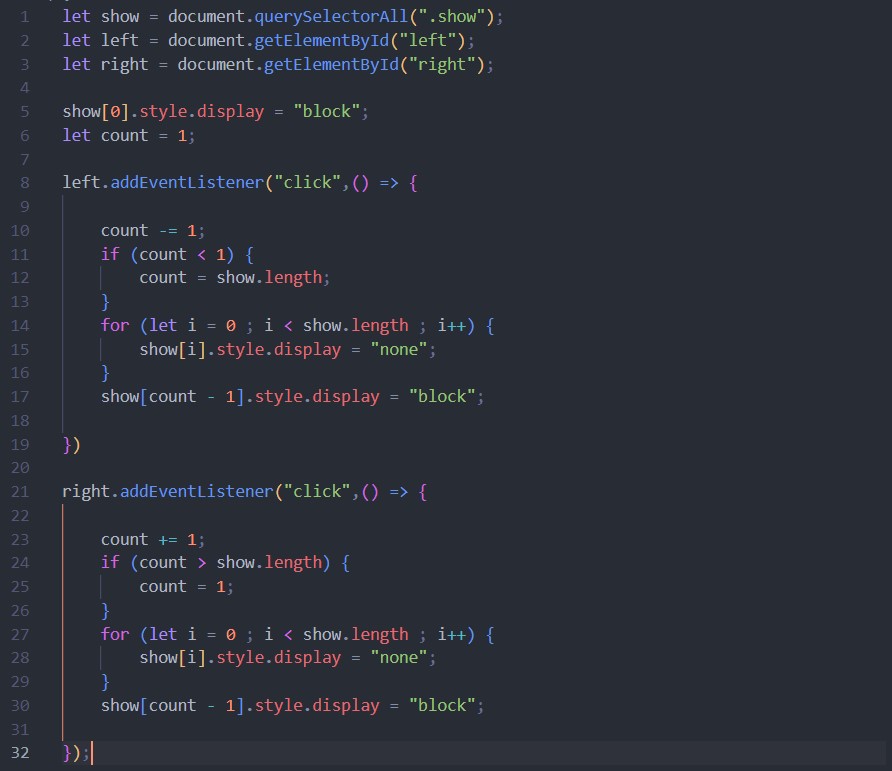 1 let show = document.querySelectorAll(".show");
2 let left = document.getElementById("left");
3 let right = document.getElementById("right");
4
5 show[0].style.display = "block";
6 let count = 1;
7
8 left.addEventListener("click",() => {
9
10 count -= 1;
11 if (count < 1) {
12 count = show.length;
13 }
14 for (let i = 0 ; i < show.length ; i++) {
15 show[i].style.display = "none";
16 }
17 show[count - 1].style.display = "block";
18
19 })
20
21 right.addEventListener("click",() => {
22
23 count += 1;
24 if (count > show.length) {
25 count = 1;
26 }
27 for (let i = 0 ; i < show.length ; i++) {
28 show[i].style.display = "none";
29 }
30 show[count - 1].style.display = "block";
31
32 });